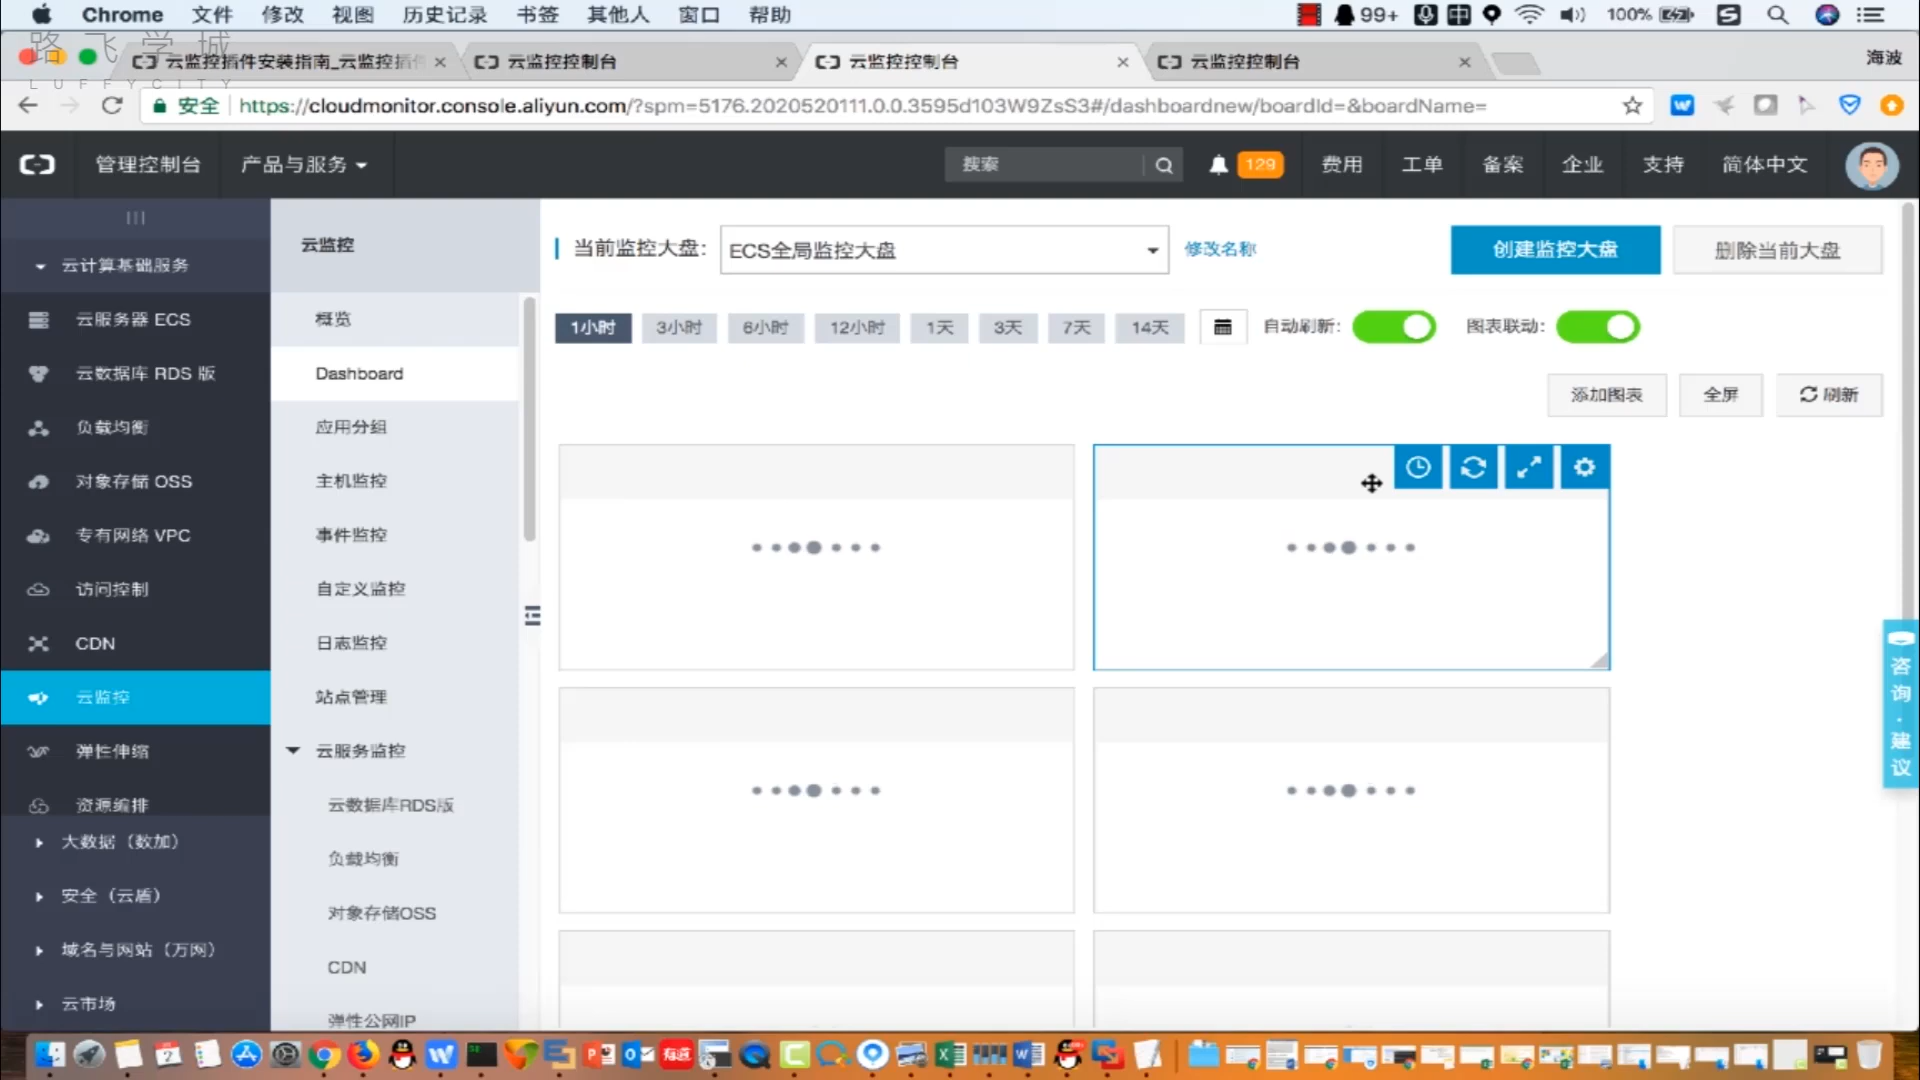 Chrome 文件 修改 视图 历史记录 书签 其他人 窗口 帮助 99+ 100%
路飞学城
LUFFYCITY
云监控插件安装指南_云监控插件 云监控控制台 云监控控制台 云监控控制台 海波
安全 https://cloudmonitor.console.aliyun.com/?spm=5176.2020520111.0.0.3595d103W9ZsS3#/dashboardnew/boardId=&boardName=
管理控制台 产品与服务 搜索 129 费用 工单 备案 企业 支持 简体中文
云计算基础服务
云服务器 ECS
云数据库 RDS 版
负载均衡
对象存储 OSS
专有网络 VPC
访问控制
CDN
云监控
弹性伸缩
资源编排
大数据（数加）
安全（云盾）
域名与网站（万网）
云市场
云监控
概览
Dashboard
应用分组
主机监控
事件监控
自定义监控
日志监控
站点管理
云服务监控
云数据库RDS版
负载均衡
对象存储OSS
CDN
弹性公网IP
当前监控大盘: ECS全局监控大盘 修改名称 创建监控大盘 删除当前大盘
1小时 3小时 6小时 12小时 1天 3天 7天 14天 自动刷新: 图表联动:
添加图表 全屏 刷新
咨询·建议